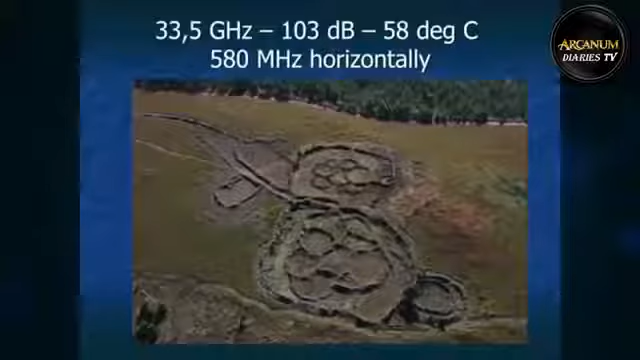 33,5 GHz – 103 dB – 58 deg C
580 MHz horizontally
ARCANUM
DIARIES TV